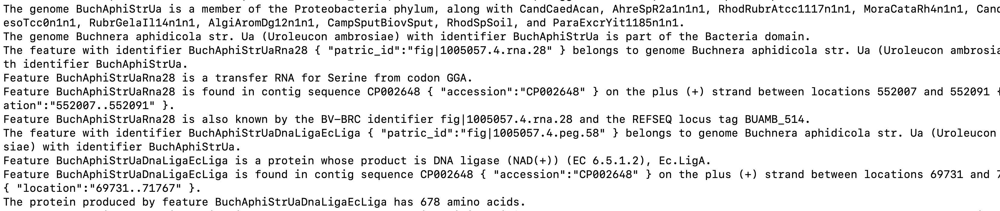 The genome BuchAphiStrUa is a member of the Proteobacteria phylum, along with CandCaedAcan, AhreSpR2a1n1n1, RhodRubrAtcc1117n1n1, MoraCataRh4n1n1, Canc
esoTcc0n1n1, RubrGelaIl14n1n1, AlgiAromDg12n1n1, CampSputBiovSput, RhodSpSoil, and ParaExcrYit1185n1n1.
The genome Buchnera aphidicola str. Ua (Uroleucon ambrosiae) with identifier BuchAphiStrUa is part of the Bacteria domain.
The feature with identifier BuchAphiStrUaRna28 { "patric_id":"fig|1005057.4.rna.28" } belongs to genome Buchnera aphidicola str. Ua (Uroleucon ambrosia
th identifier BuchAphiStrUa.
Feature BuchAphiStrUaRna28 is a transfer RNA for Serine from codon GGA.
Feature BuchAphiStrUaRna28 is found in contig sequence CP002648 { "accession":"CP002648" } on the plus (+) strand between locations 552007 and 552091 {
ation":"552007..552091" }.
Feature BuchAphiStrUaRna28 is also known by the BV-BRC identifier fig|1005057.4.rna.28 and the REFSEQ locus tag BUAMB_514.
The feature with identifier BuchAphiStrUaDnaLigaEcLiga { "patric_id":"fig|1005057.4.peg.58" } belongs to genome Buchnera aphidicola str. Ua (Uroleucon
siae) with identifier BuchAphiStrUa.
Feature BuchAphiStrUaDnaLigaEcLiga is a protein whose product is DNA ligase (NAD(+)) (EC 6.5.1.2), Ec.LigA.
Feature BuchAphiStrUaDnaLigaEcLiga is found in contig sequence CP002648 { "accession":"CP002648" } on the plus (+) strand between locations 69731 and 7
{ "location":"69731..71767" }.
The protein produced by feature BuchAphiStrUaDnaLigaEcLiga has 678 amino acids.